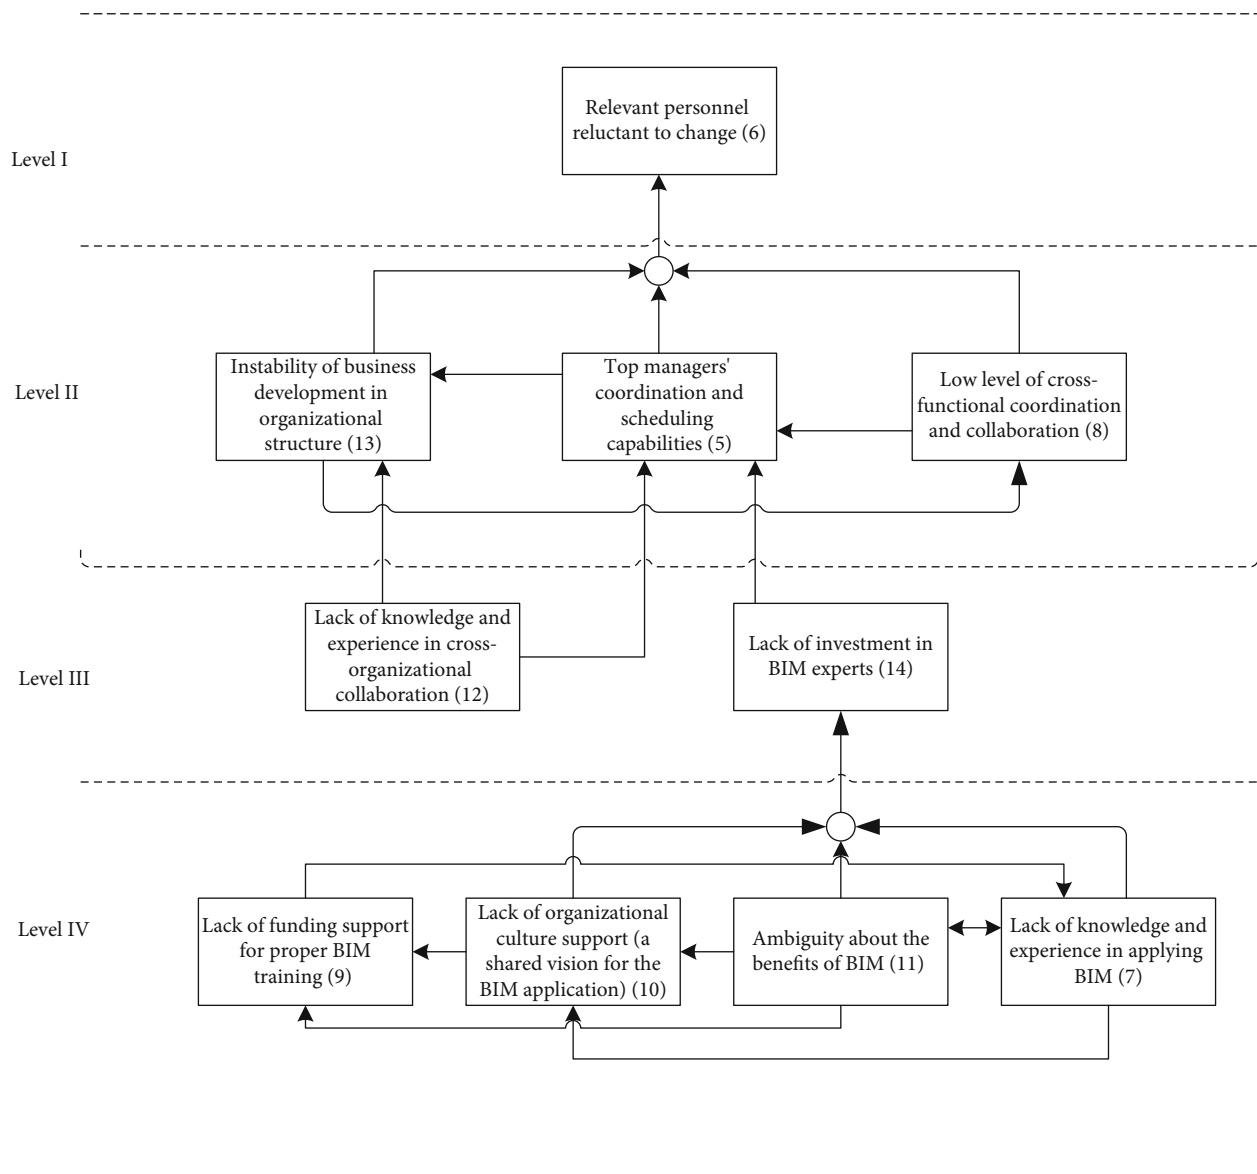 Relevant personnel
reluctant to change (6)
Level I
Level II
Instability of business
development in
organizational
structure (13)
Top managers'
coordination and
scheduling
capabilities (5)
Low level of cross-
functional coordination
and collaboration (8)
Level III
Lack of knowledge and
experience in cross-
organizational
collaboration (12)
Lack of investment in
BIM experts (14)
Level IV
Lack of funding support
for proper BIM
training (9)
Lack of organizational
culture support (a
shared vision for the
BIM application) (10)
Ambiguity about the
benefits of BIM (11)
Lack of knowledge and
experience in applying
BIM (7)